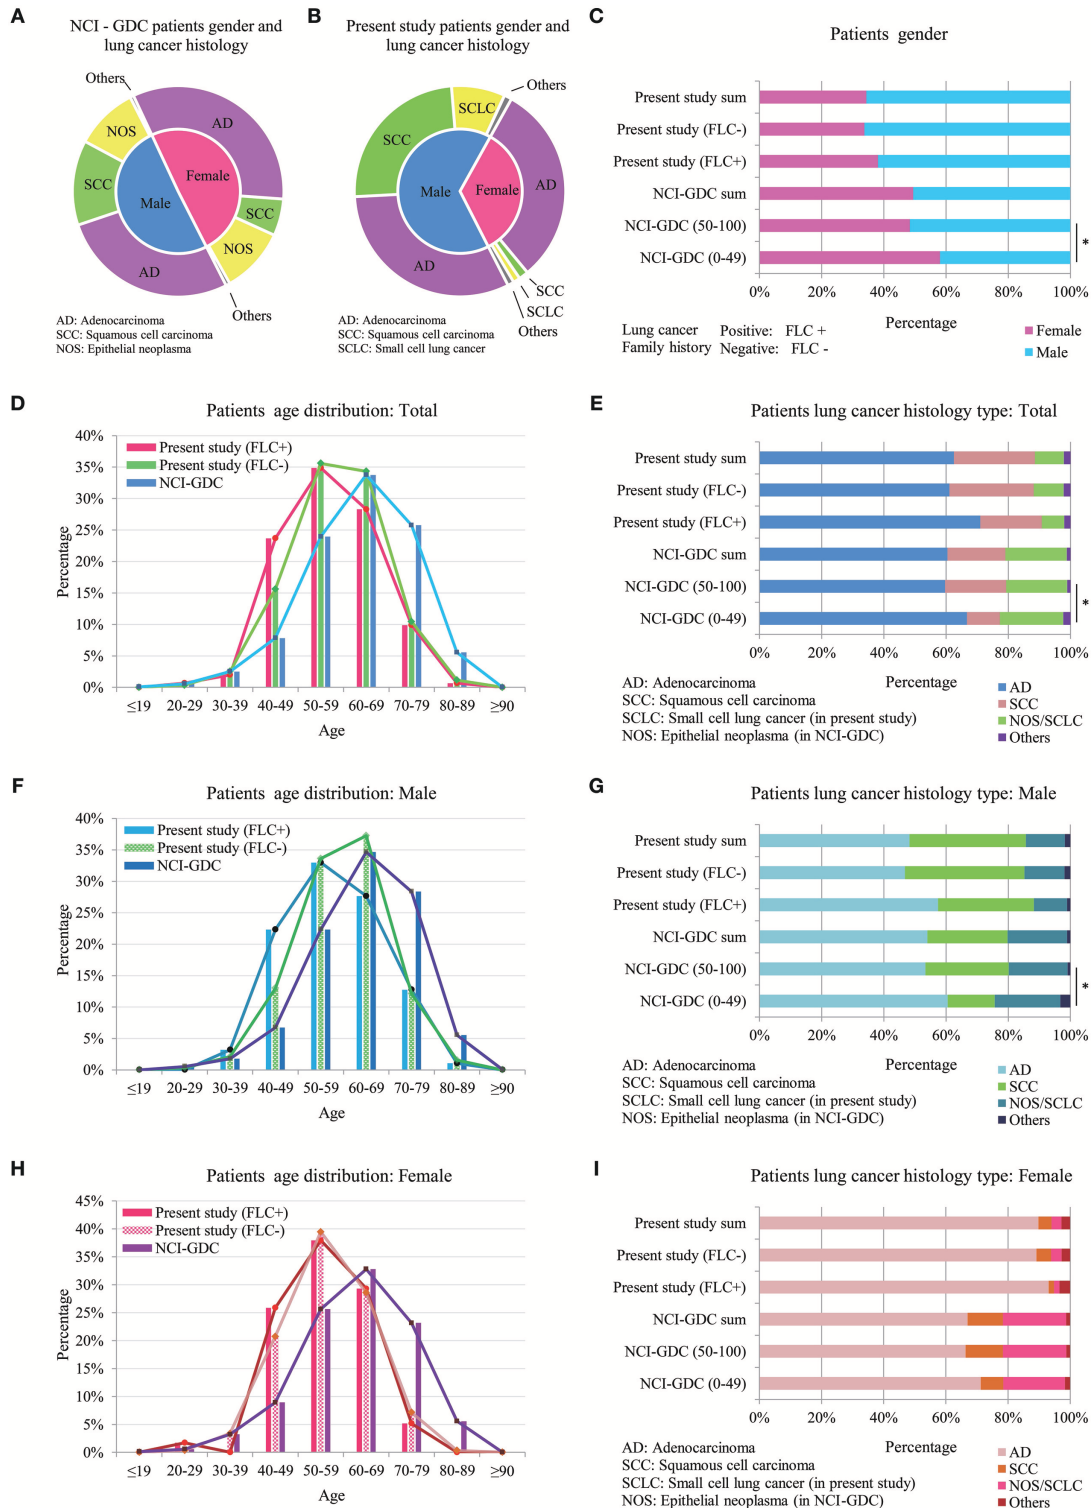 A
NCI - GDC patients gender and
lung cancer histology
Others
AD
NOS
Female
SCC
Male
SCC
NOS
AD
Others
AD: Adenocarcinoma
SCC: Squamous cell carcinoma
NOS: Epithelial neoplasma
B
Present study patients gender and
lung cancer histology
Others
SCLC
SCC
AD
Male
Female
AD
SCC
SCLC
Others
AD: Adenocarcinoma
SCC: Squamous cell carcinoma
SCLC: Small cell lung cancer
C
Patients gender
Present study sum
Present study (FLC-)
Present study (FLC+)
NCI-GDC sum
NCI-GDC (50-100)
NCI-GDC (0-49)
*
0% 20% 40% 60% 80% 100%
Percentage
Lung cancer Positive: FLC +
Family history Negative: FLC -
Female
Male
D
Patients age distribution: Total
40%
35%
30%
25%
20%
15%
10%
5%
0%
Percentage
Present study (FLC+)
Present study (FLC-)
NCI-GDC
≤19 20-29 30-39 40-49 50-59 60-69 70-79 80-89 ≥90
Age
E
Patients lung cancer histology type: Total
Present study sum
Present study (FLC-)
Present study (FLC+)
NCI-GDC sum
NCI-GDC (50-100)
NCI-GDC (0-49)
*
0% 20% 40% 60% 80% 100%
Percentage
AD: Adenocarcinoma
SCC: Squamous cell carcinoma
SCLC: Small cell lung cancer (in present study)
NOS: Epithelial neoplasma (in NCI-GDC)
AD
SCC
NOS/SCLC
Others
F
Patients age distribution: Male
40%
35%
30%
25%
20%
15%
10%
5%
0%
Percentage
Present study (FLC+)
Present study (FLC-)
NCI-GDC
≤19 20-29 30-39 40-49 50-59 60-69 70-79 80-89 ≥90
Age
G
Patients lung cancer histology type: Male
Present study sum
Present study (FLC-)
Present study (FLC+)
NCI-GDC sum
NCI-GDC (50-100)
NCI-GDC (0-49)
*
0% 20% 40% 60% 80% 100%
Percentage
AD: Adenocarcinoma
SCC: Squamous cell carcinoma
SCLC: Small cell lung cancer (in present study)
NOS: Epithelial neoplasma (in NCI-GDC)
AD
SCC
NOS/SCLC
Others
H
Patients age distribution: Female
45%
40%
35%
30%
25%
20%
15%
10%
5%
0%
Percentage
Present study (FLC+)
Present study (FLC-)
NCI-GDC
≤19 20-29 30-39 40-49 50-59 60-69 70-79 80-89 ≥90
Age
I
Patients lung cancer histology type: Female
Present study sum
Present study (FLC-)
Present study (FLC+)
NCI-GDC sum
NCI-GDC (50-100)
NCI-GDC (0-49)
0% 20% 40% 60% 80% 100%
Percentage
AD: Adenocarcinoma
SCC: Squamous cell carcinoma
SCLC: Small cell lung cancer (in present study)
NOS: Epithelial neoplasma (in NCI-GDC)
AD
SCC
NOS/SCLC
Others